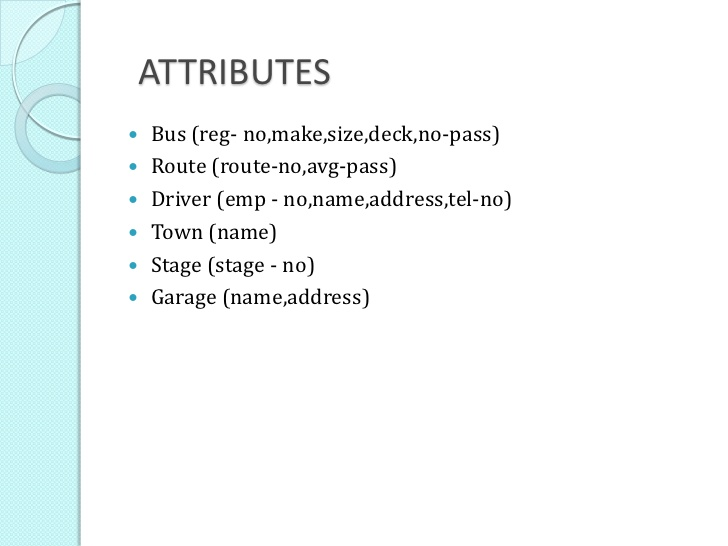 ATTRIBUTES
Bus (reg- no,make,size,deck,no-pass)
Route (route-no,avg-pass)
Driver (emp - no,name,address,tel-no)
Town (name)
Stage (stage - no)
Garage (name,address)